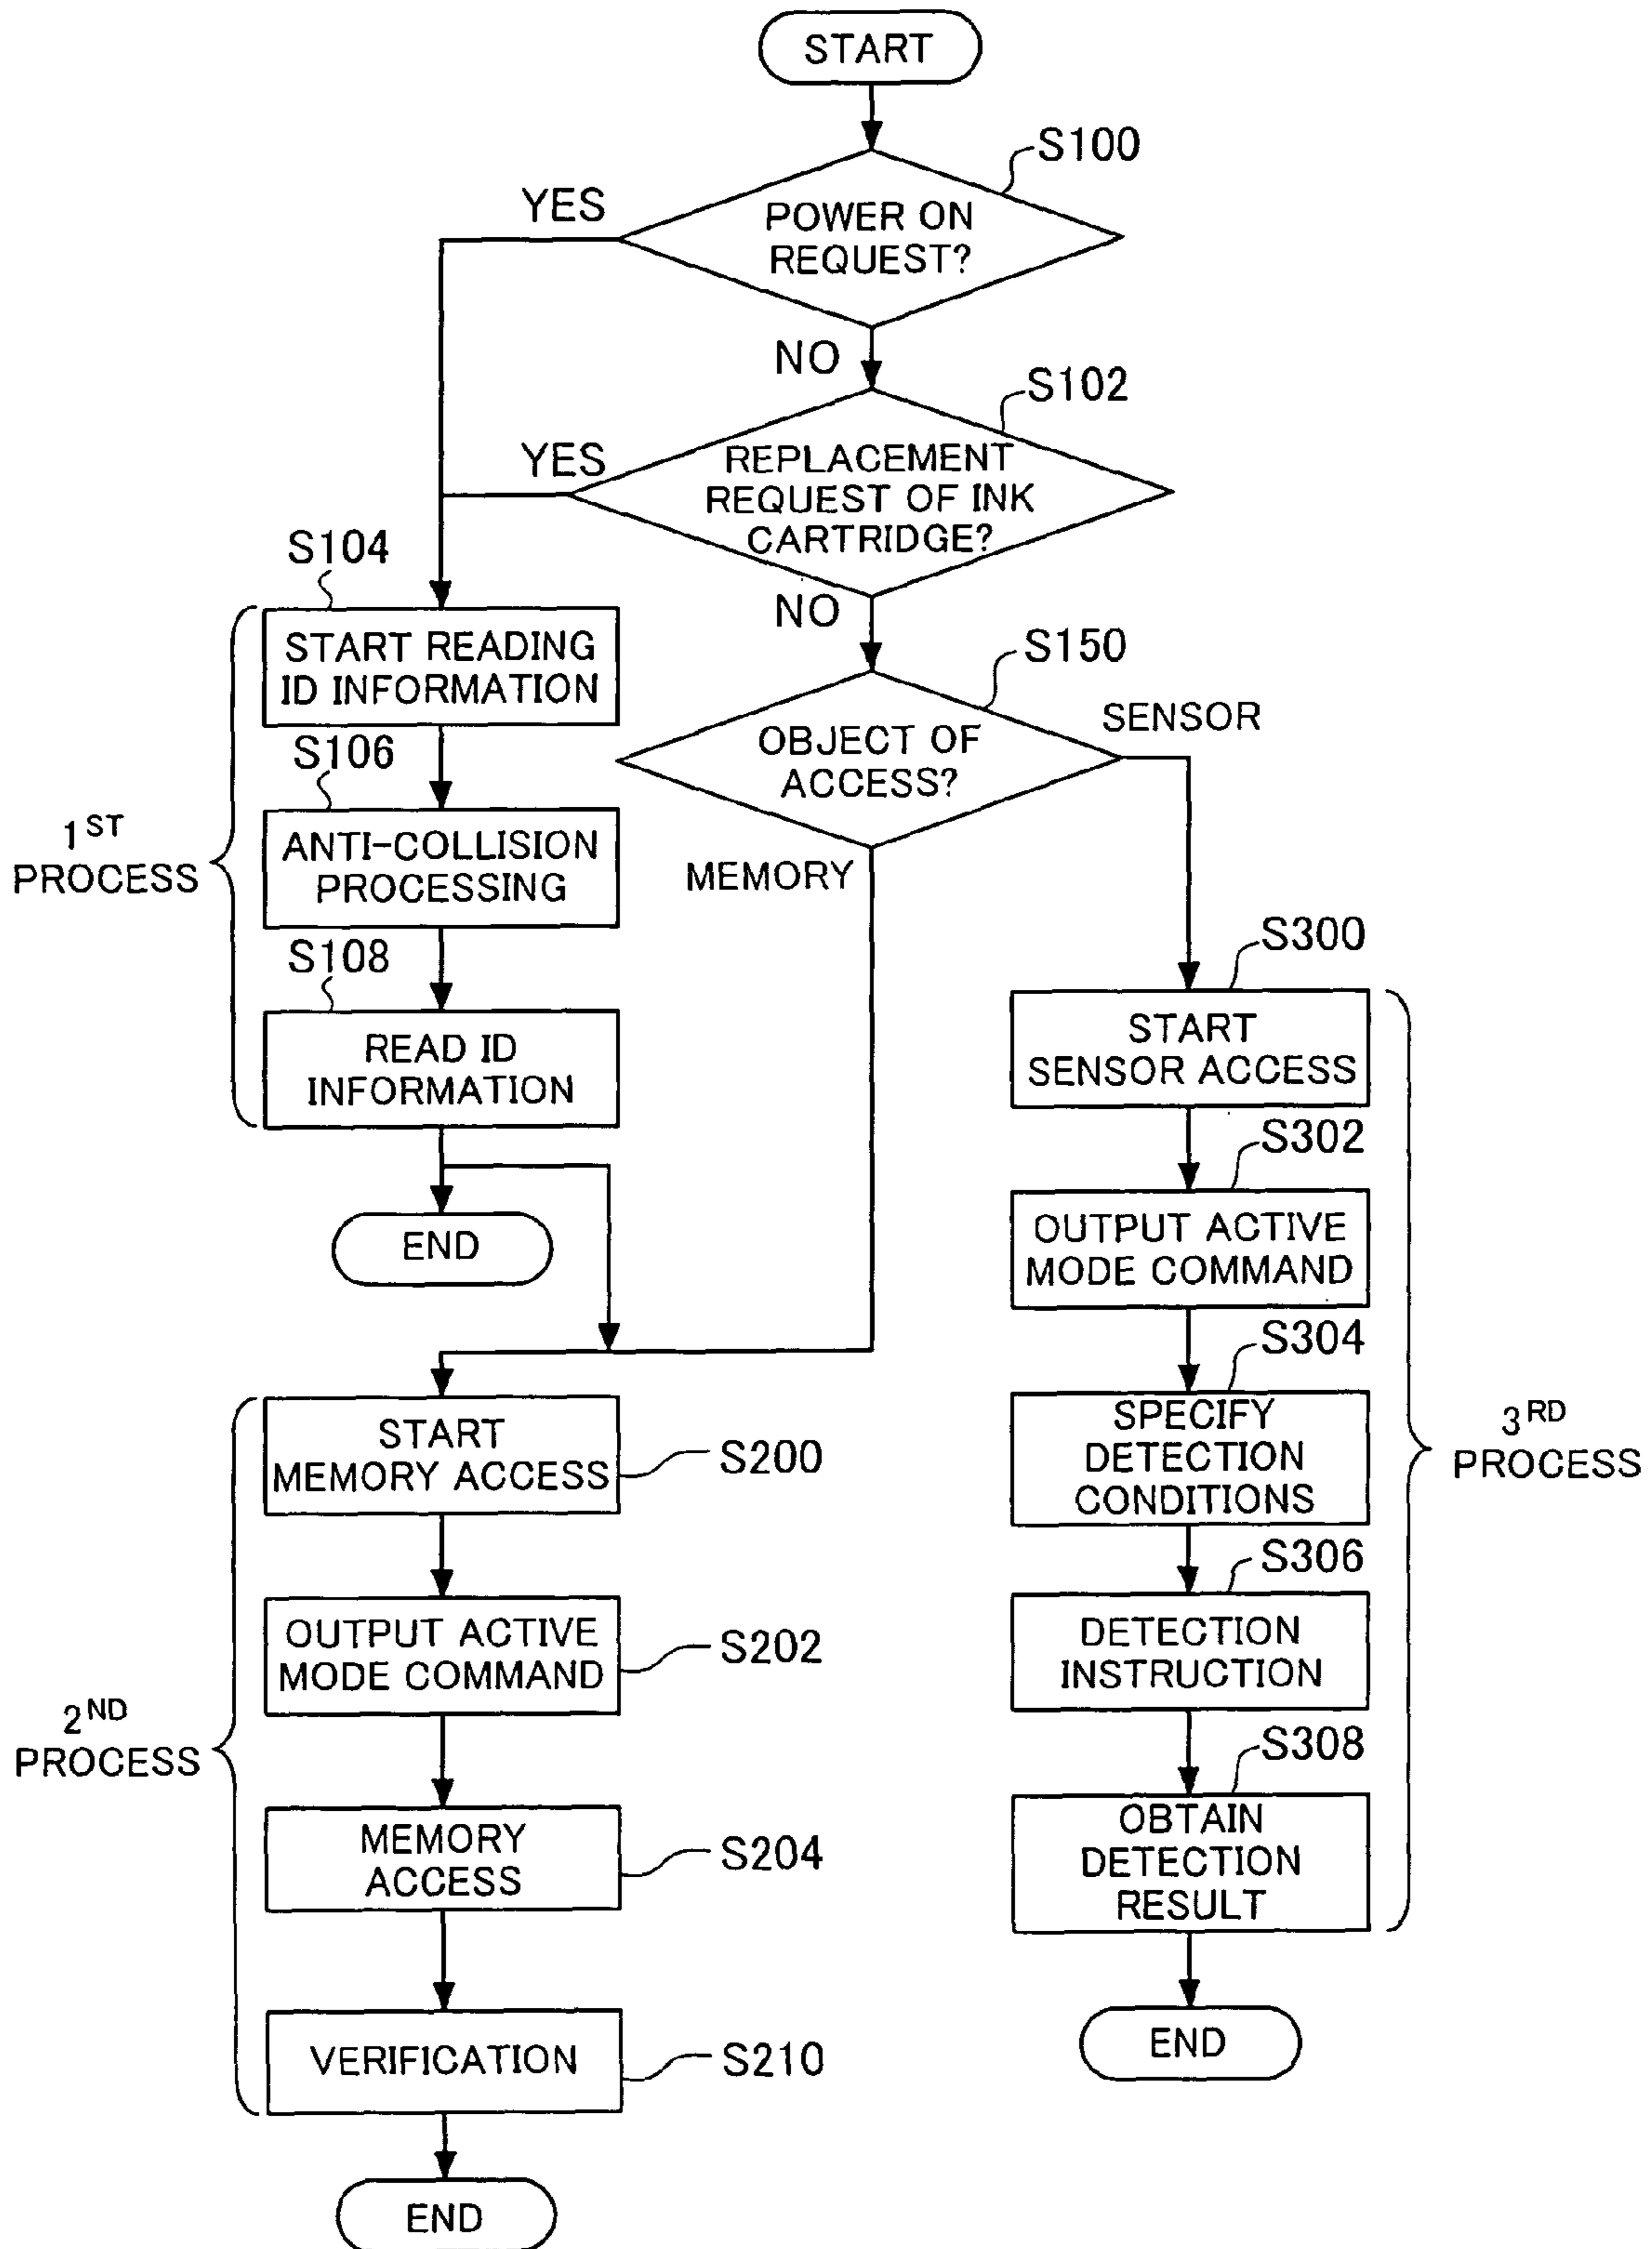 START
S100
YES
POWER ON
REQUEST?
NO
S102
YES
REPLACEMENT
REQUEST OF INK
CARTRIDGE?
NO
S104
START READING
ID INFORMATION
S150
OBJECT OF
ACCESS?
SENSOR
MEMORY
S106
1ST
PROCESS
ANTI-COLLISION
PROCESSING
S108
READ ID
INFORMATION
END
S300
START
SENSOR ACCESS
S302
OUTPUT ACTIVE
MODE COMMAND
S304
SPECIFY
DETECTION
CONDITIONS
3RD
PROCESS
S306
DETECTION
INSTRUCTION
S308
OBTAIN
DETECTION
RESULT
END
START
MEMORY ACCESS
S200
OUTPUT ACTIVE
MODE COMMAND
S202
2ND
PROCESS
MEMORY
ACCESS
S204
VERIFICATION
S210
END